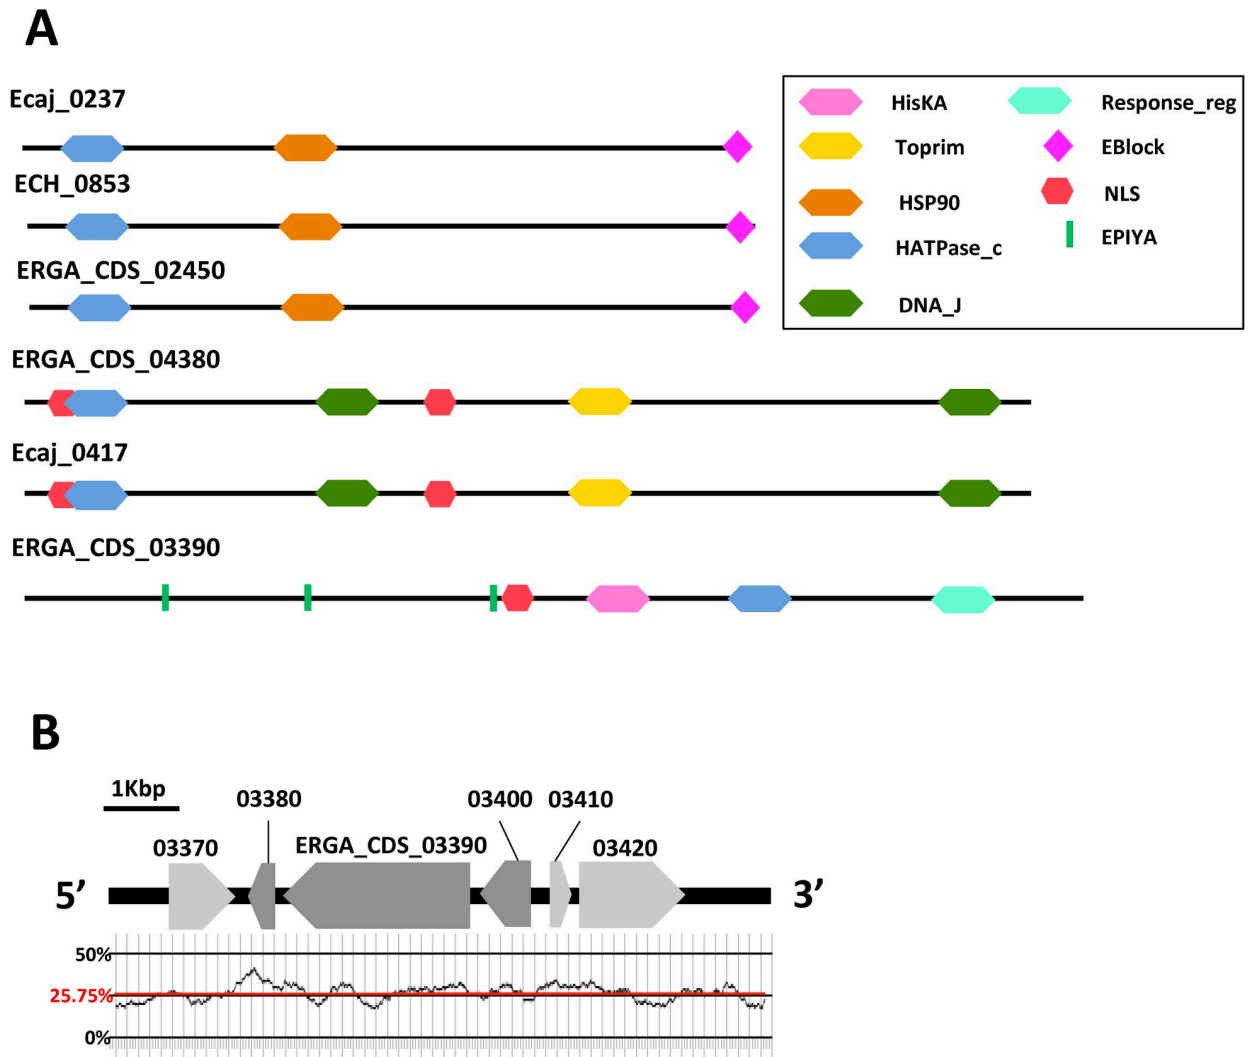 A
Ecaj_0237
ECH_0853
ERGA_CDS_02450
ERGA_CDS_04380
Ecaj_0417
ERGA_CDS_03390
HisKA
Toprim
HSP90
HATPase_c
DNA_J
Response_reg
EBlock
NLS
EPIYA
B
1Kbp
03380
03400
03410
03370
ERGA_CDS_03390
03420
5’
3’
50%
25.75%
0%